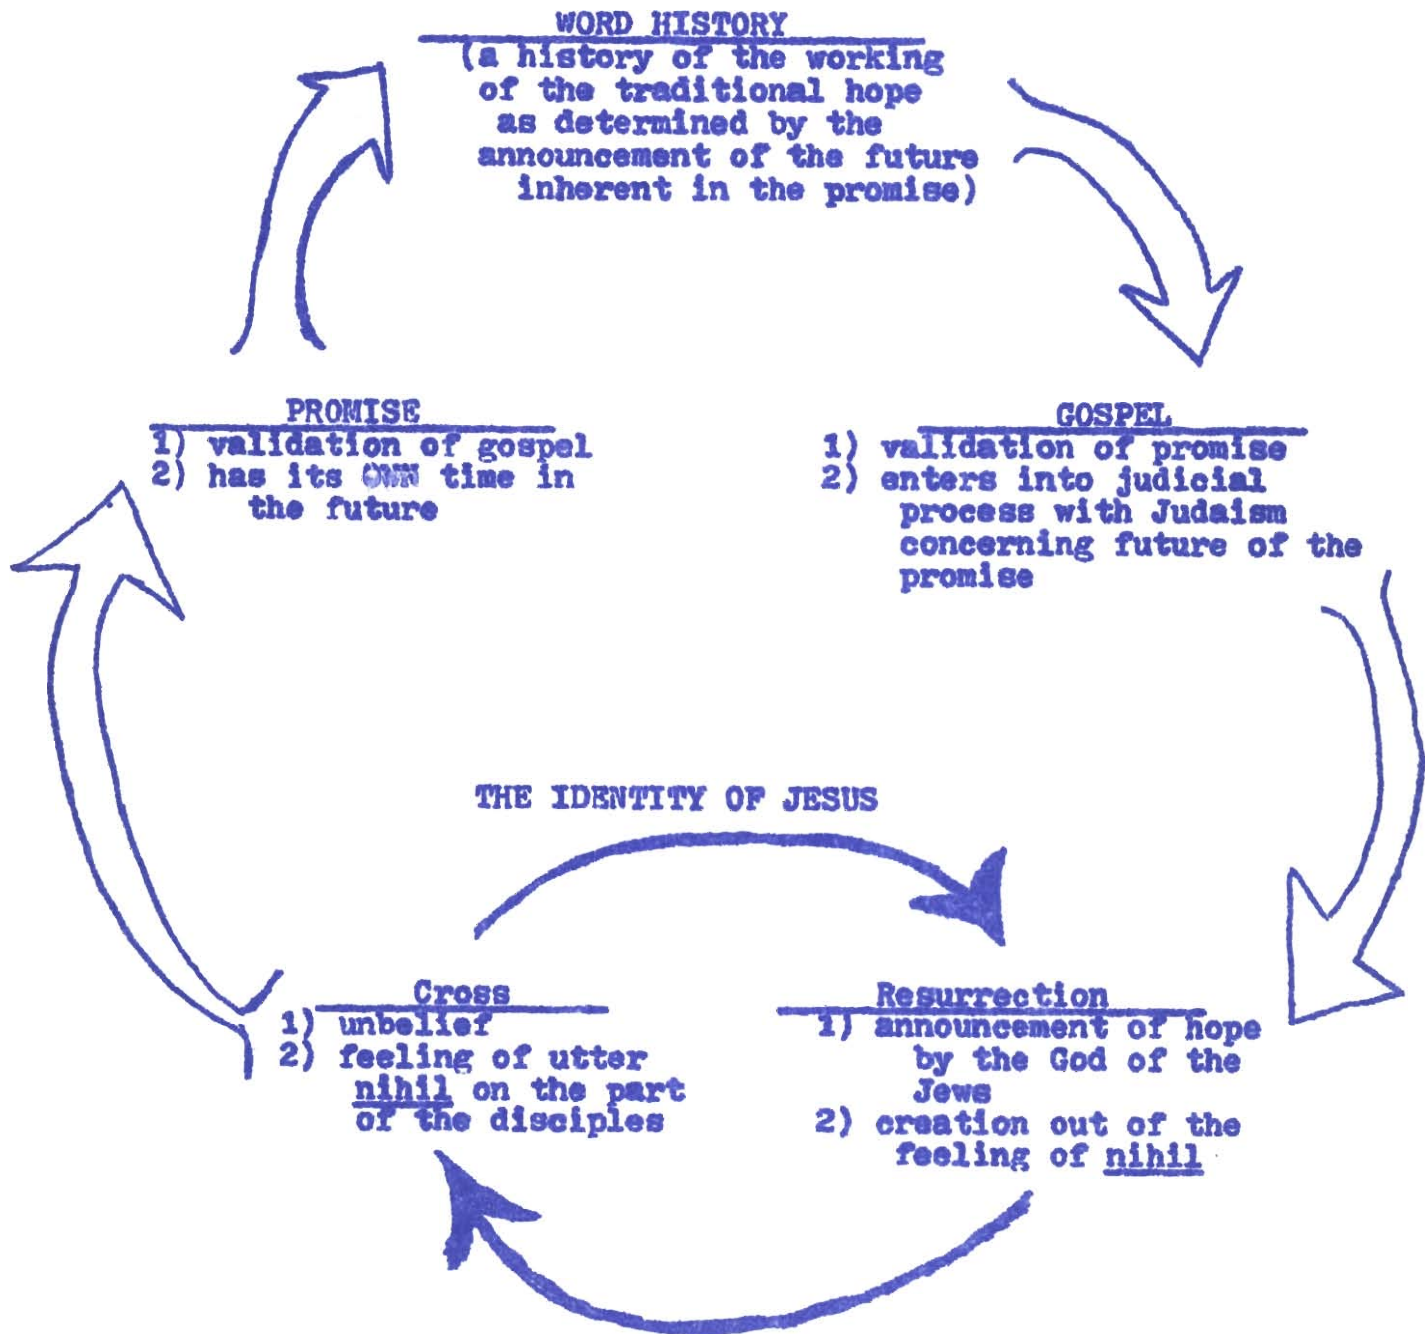 WORD HISTORY
(a history of the working
of the traditional hope
as determined by the
announcement of the future
inherent in the promise)
PROMISE
1) validation of gospel
2) has its OWN time in
the future
GOSPEL
1) validation of promise
2) enters into judicial
process with Judaism
concerning future of the
promise
THE IDENTITY OF JESUS
Cross
1) unbelief
2) feeling of utter
nihil on the part
of the disciples
Resurrection
1) announcement of hope
by the God of the
Jews
2) creation out of the
feeling of nihil